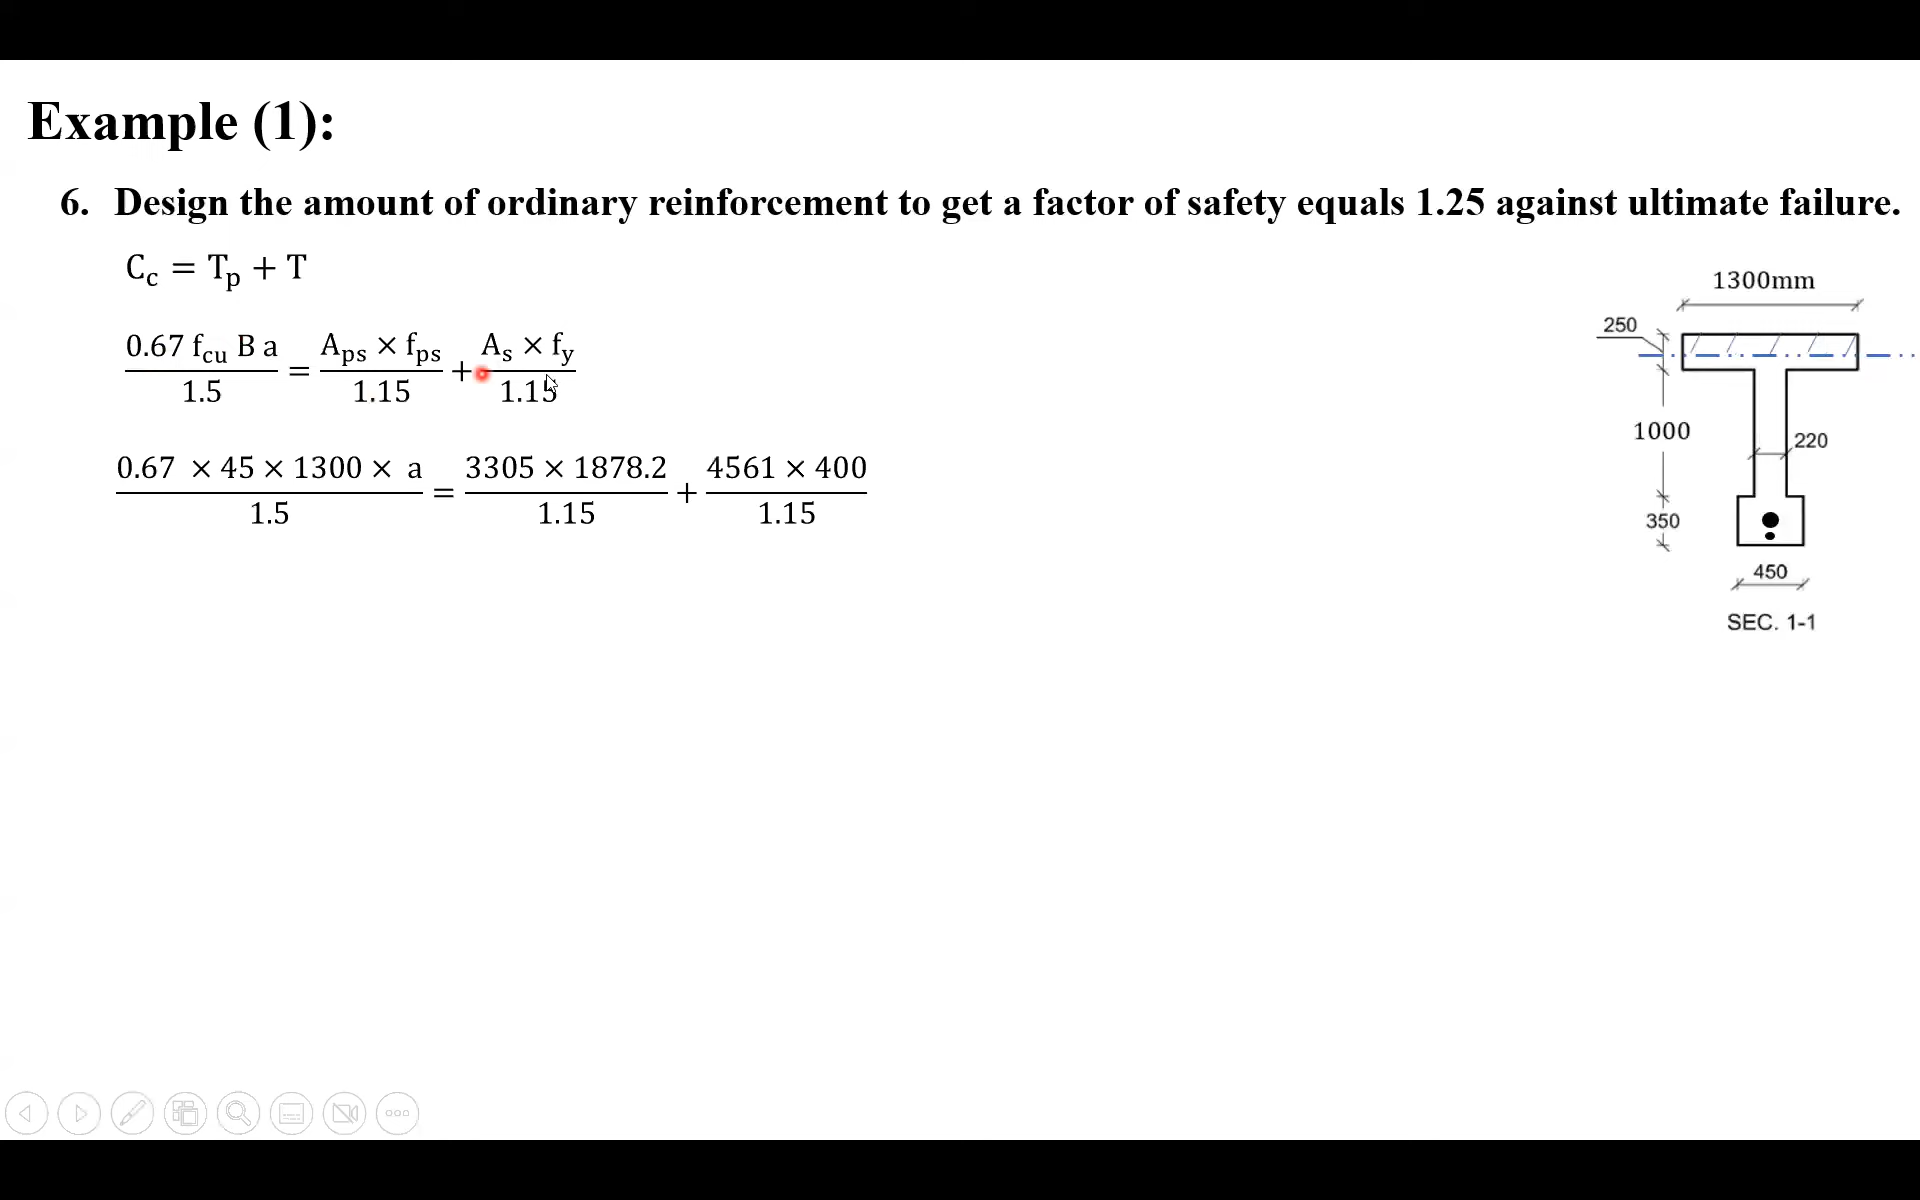 Example (1):
6. Design the amount of ordinary reinforcement to get a factor of safety equals 1.25 against ultimate failure.
C_c = T_p + T
0.67 f_cu B a / 1.5 = A_ps × f_ps / 1.15 + A_s × f_y / 1.15
0.67 × 45 × 1300 × a / 1.5 = 3305 × 1878.2 / 1.15 + 4561 × 400 / 1.15
1300mm
250
1000
220
350
450
SEC. 1-1